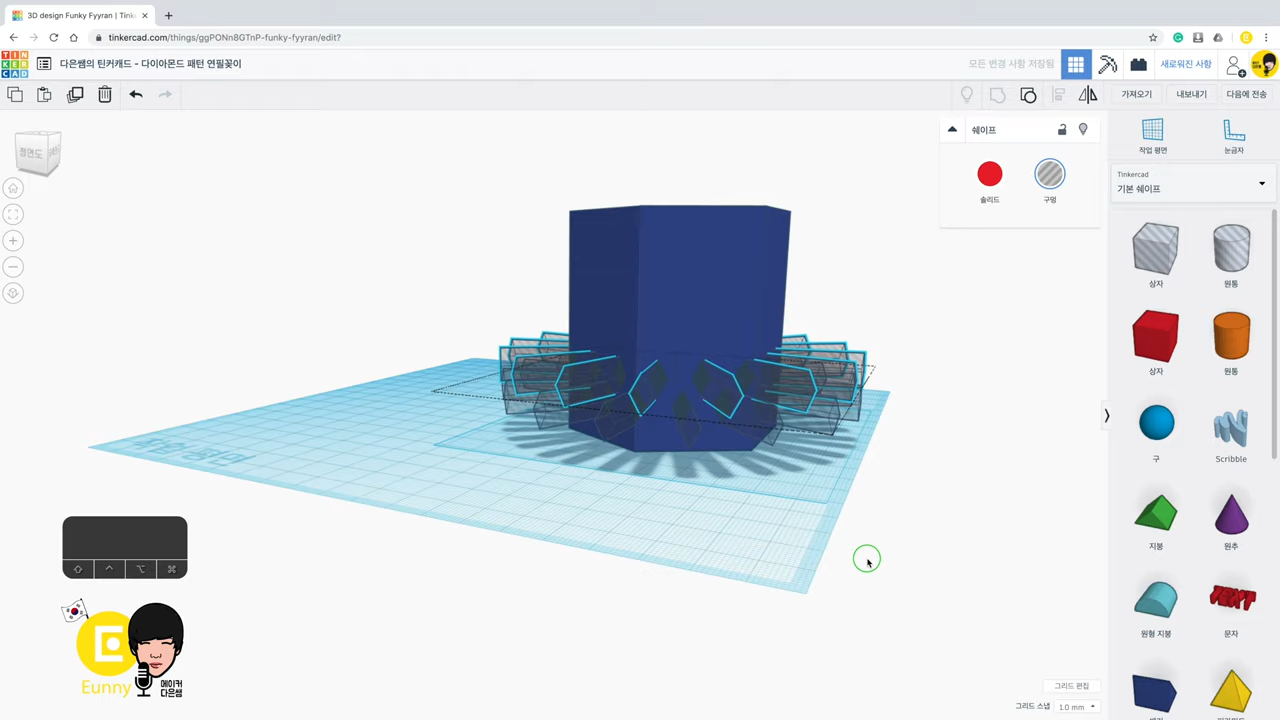 3D design Funky Fyyran | Tink
tinkercad.com/things/ggPONn8GTnP-funky-fyyran/edit?
TIN
KER
CAD
다은쌤의 틴커캐드 - 다이아몬드 패턴 연필꽂이
모든 변경 사항 저장됨
새로워진 사항
가져오기
내보내기
다음에 전송
정면도
쉐이프
솔리드
구멍
작업 평면
눈금자
Tinkercad
기본 쉐이프
상자
원통
상자
원통
구
Scribble
지붕
원추
원형 지붕
TEXT
문자
Eunny
메이커
다은쌤
그리드 편집
그리드 스냅
1.0 mm